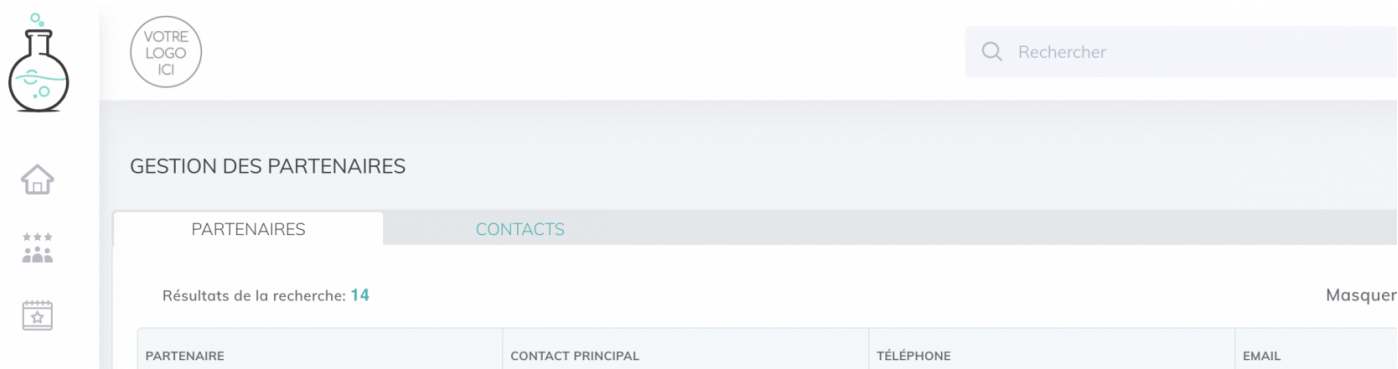 VOTRE
LOGO
ICI
Rechercher
GESTION DES PARTENAIRES
PARTENAIRES CONTACTS
Résultats de la recherche: 14 Masquer
PARTENAIRE CONTACT PRINCIPAL TÉLÉPHONE EMAIL